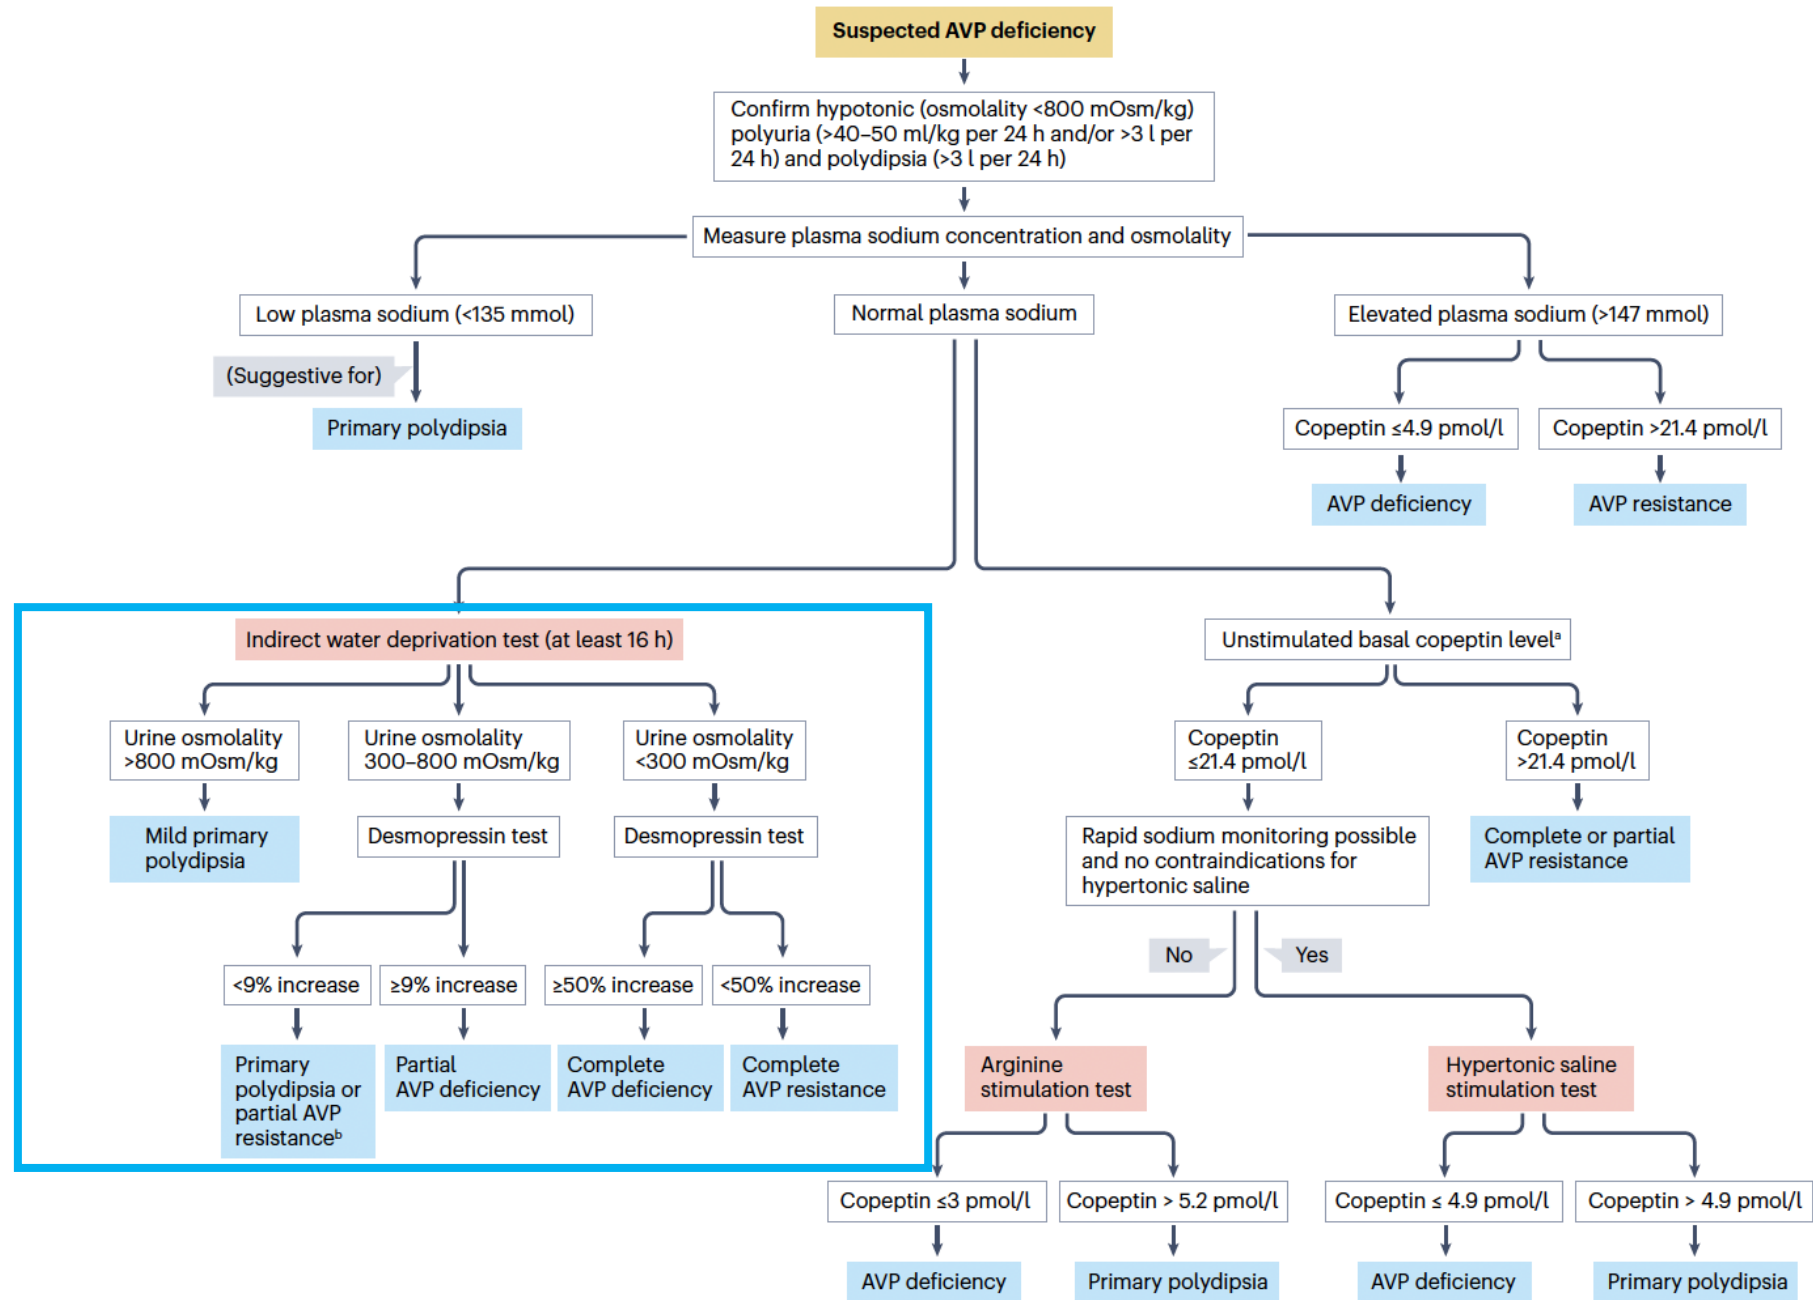 Suspected AVP deficiency
Confirm hypotonic (osmolality <800 mOsm/kg)
polyuria (>40–50 ml/kg per 24 h and/or >3 l per
24 h) and polydipsia (>3 l per 24 h)
Measure plasma sodium concentration and osmolality
Low plasma sodium (<135 mmol)
Normal plasma sodium
Elevated plasma sodium (>147 mmol)
(Suggestive for)
Primary polydipsia
Copeptin ≤4.9 pmol/l
Copeptin >21.4 pmol/l
AVP deficiency
AVP resistance
Indirect water deprivation test (at least 16 h)
Urine osmolality
>800 mOsm/kg
Urine osmolality
300–800 mOsm/kg
Urine osmolality
<300 mOsm/kg
Mild primary
polydipsia
Desmopressin test
Desmopressin test
<9% increase
≥9% increase
≥50% increase
<50% increase
Primary
polydipsia or
partial AVP
resistanceᵇ
Partial
AVP deficiency
Complete
AVP deficiency
Complete
AVP resistance
Unstimulated basal copeptin levelᵃ
Copeptin
≤21.4 pmol/l
Copeptin
>21.4 pmol/l
Rapid sodium monitoring possible
and no contraindications for
hypertonic saline
Complete or partial
AVP resistance
No
Yes
Arginine
stimulation test
Hypertonic saline
stimulation test
Copeptin ≤3 pmol/l
Copeptin > 5.2 pmol/l
Copeptin ≤ 4.9 pmol/l
Copeptin > 4.9 pmol/l
AVP deficiency
Primary polydipsia
AVP deficiency
Primary polydipsia